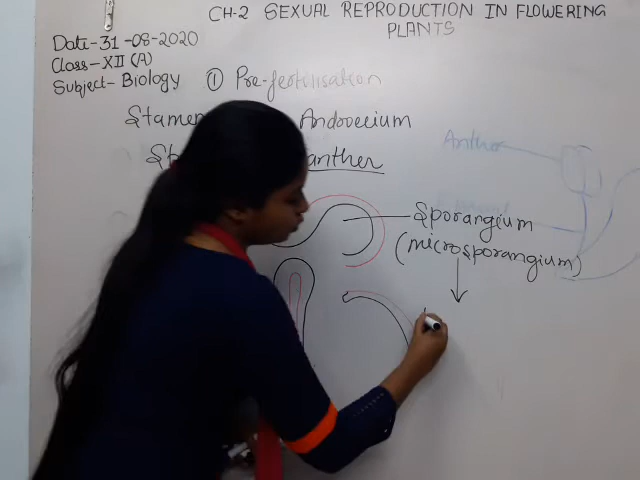 CH-2 SEXUAL REPRODUCTION IN FLOWERING
PLANTS
Date-31-08-2020
Class-XII (A)
Subject- Biology
① Pre-fertilisation
Stamen Androecium
anther
Anther
Sporangium
(microsporangium)